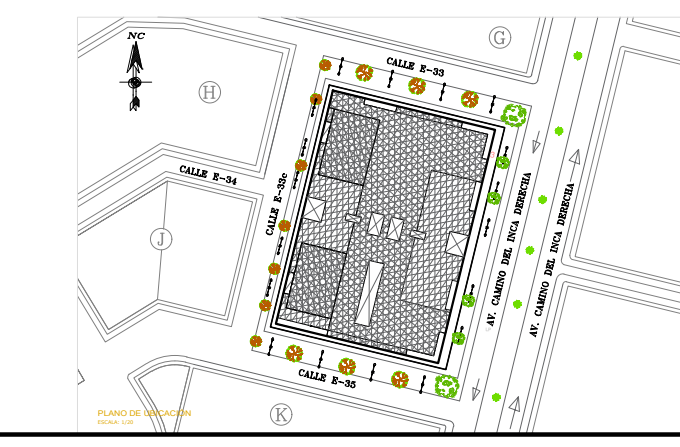 NC
G
CALLE E-33
H
CALLE E-34
CALLE E-33c
J
AV. CAMINO DEL INCA DERECHA
AV. CAMINO DEL INCA DERECHA
CALLE E-35
K
PLANO DE UBICACION
ESCALA: 1/20